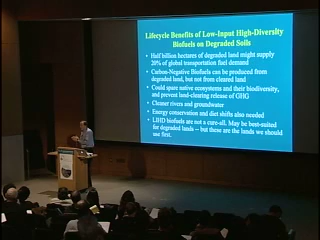 Lifecycle Benefits of Low-Input High-Diversity
Biofuels on Degraded Soils
• Half billion hectares of degraded land might supply
20% of global transportation fuel demand
• Carbon-Negative Biofuels can be produced from
degraded land, but not from cleared land
• Could spare native ecosystems and their biodiversity,
and prevent land-clearing release of GHG
• Cleaner rivers and groundwater
• Energy conservation and diet shifts also needed
• LIHD biofuels are not a cure-all. May be best-suited
for degraded lands -- but these are the lands we should
use first.